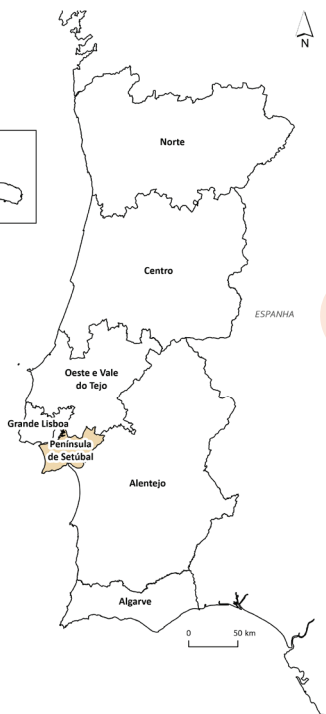 N
Norte
Centro
ESPANHA
Oeste e Vale
do Tejo
Grande Lisboa
Península
de Setúbal
Alentejo
Algarve
0 50 km